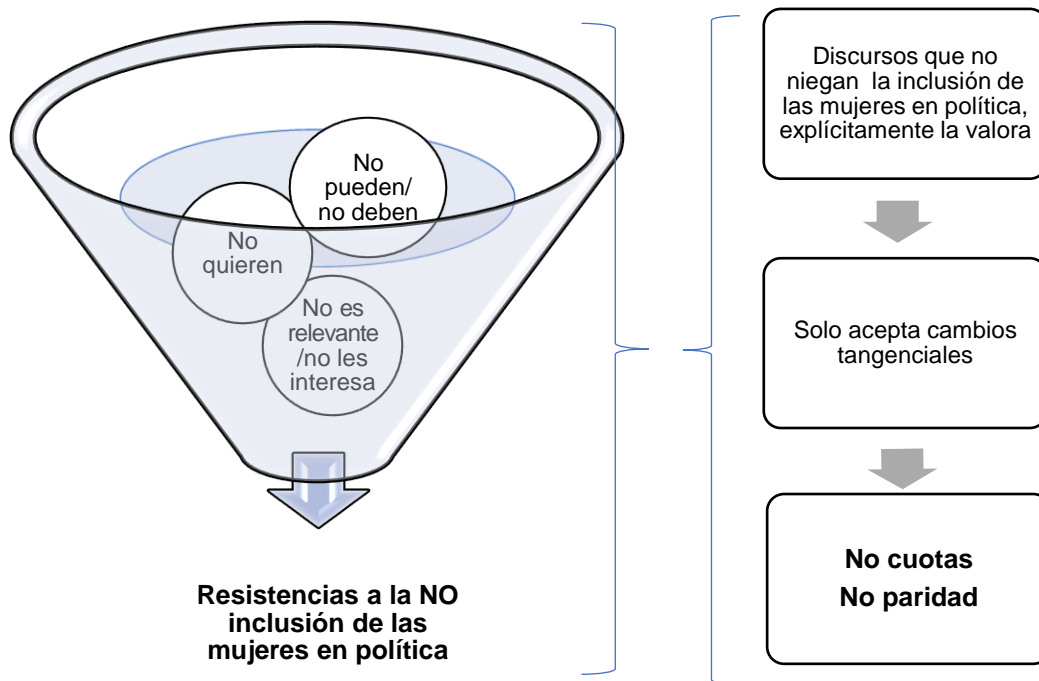 No
pueden/
no deben
No
quieren
No es
relevante
/no les
interesa
Resistencias a la NO
inclusión de las
mujeres en política
Discursos que no
niegan la inclusión de
las mujeres en política,
explícitamente la valora
Solo acepta cambios
tangenciales
No cuotas
No paridad